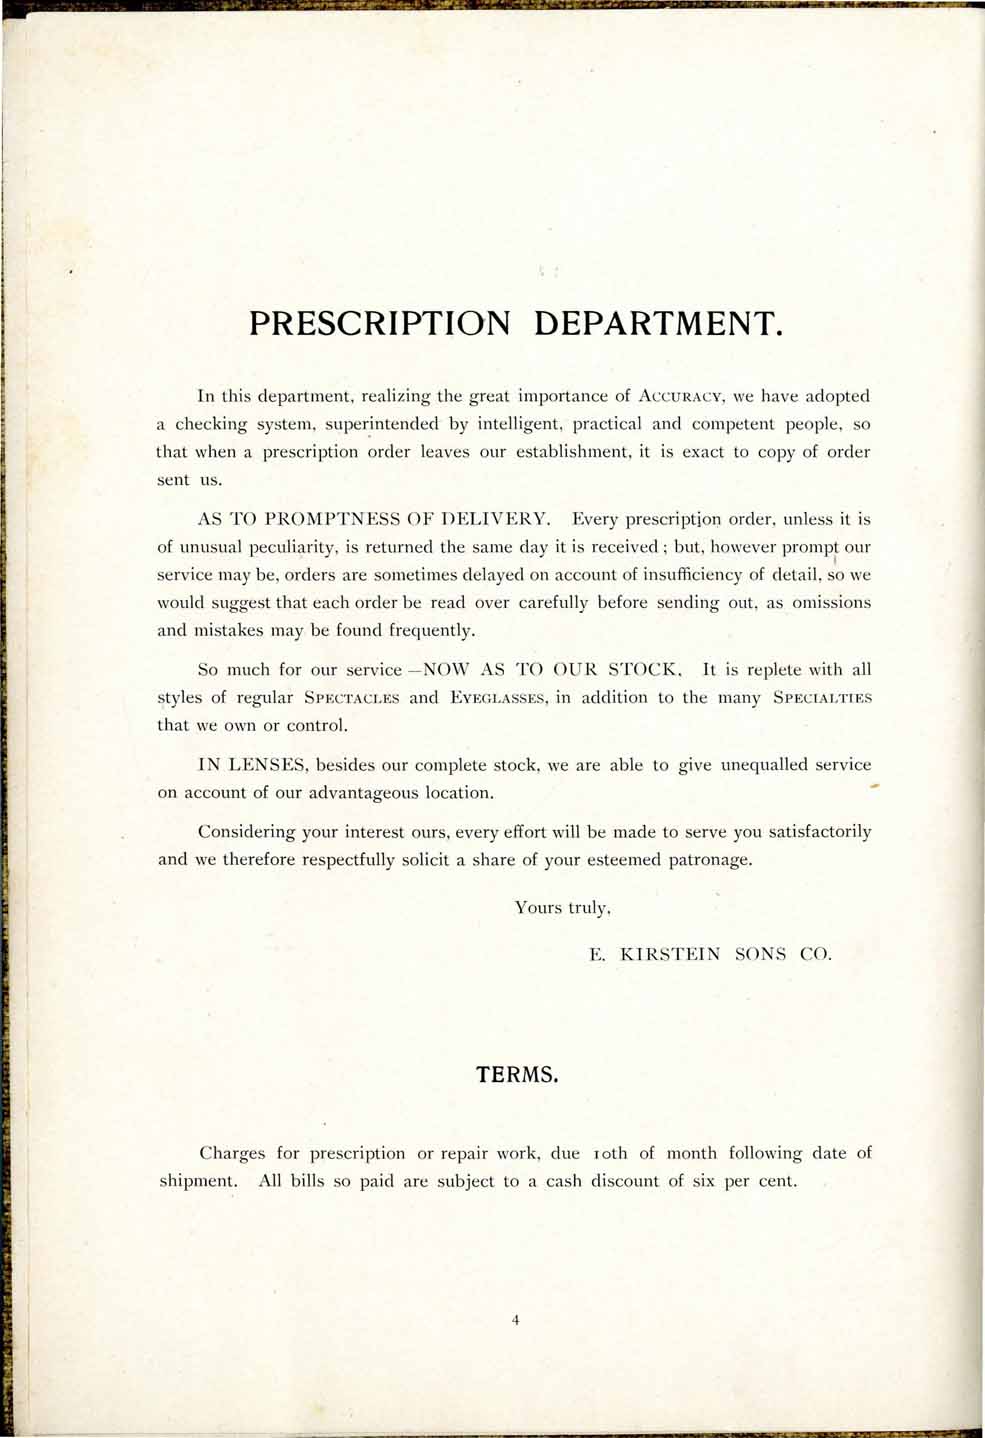 PRESCRIPTION DEPARTMENT.
In this department, realizing the great importance of ACCURACY, we have adopted
a checking system, superintended by intelligent, practical and competent people, so
that when a prescription order leaves our establishment, it is exact to copy of order
sent us.
AS TO PROMPTNESS OF DELIVERY. Every prescription order, unless it is
of unusual peculiarity, is returned the same day it is received ; but, however prompt our
service may be, orders are sometimes delayed on account of insufficiency of detail, so we
would suggest that each order be read over carefully before sending out, as omissions
and mistakes may be found frequently.
So much for our service —NOW AS TO OUR STOCK. It is replete with all
styles of regular SPECTACLES and EYEGLASSES, in addition to the many SPECIALTIES
that we own or control.
IN LENSES, besides our complete stock, we are able to give unequalled service
on account of our advantageous location.
Considering your interest ours, every effort will be made to serve you satisfactorily
and we therefore respectfully solicit a share of your esteemed patronage.
Yours truly,
E. KIRSTEIN SONS CO.
TERMS.
Charges for prescription or repair work, due 10th of month following date of
shipment. All bills so paid are subject to a cash discount of six per cent.
4